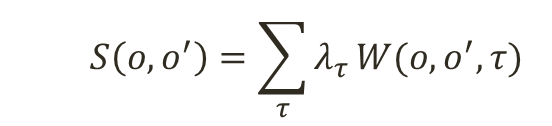 S(o, o′) = ∑_τ λ_τ W(o, o′, τ)